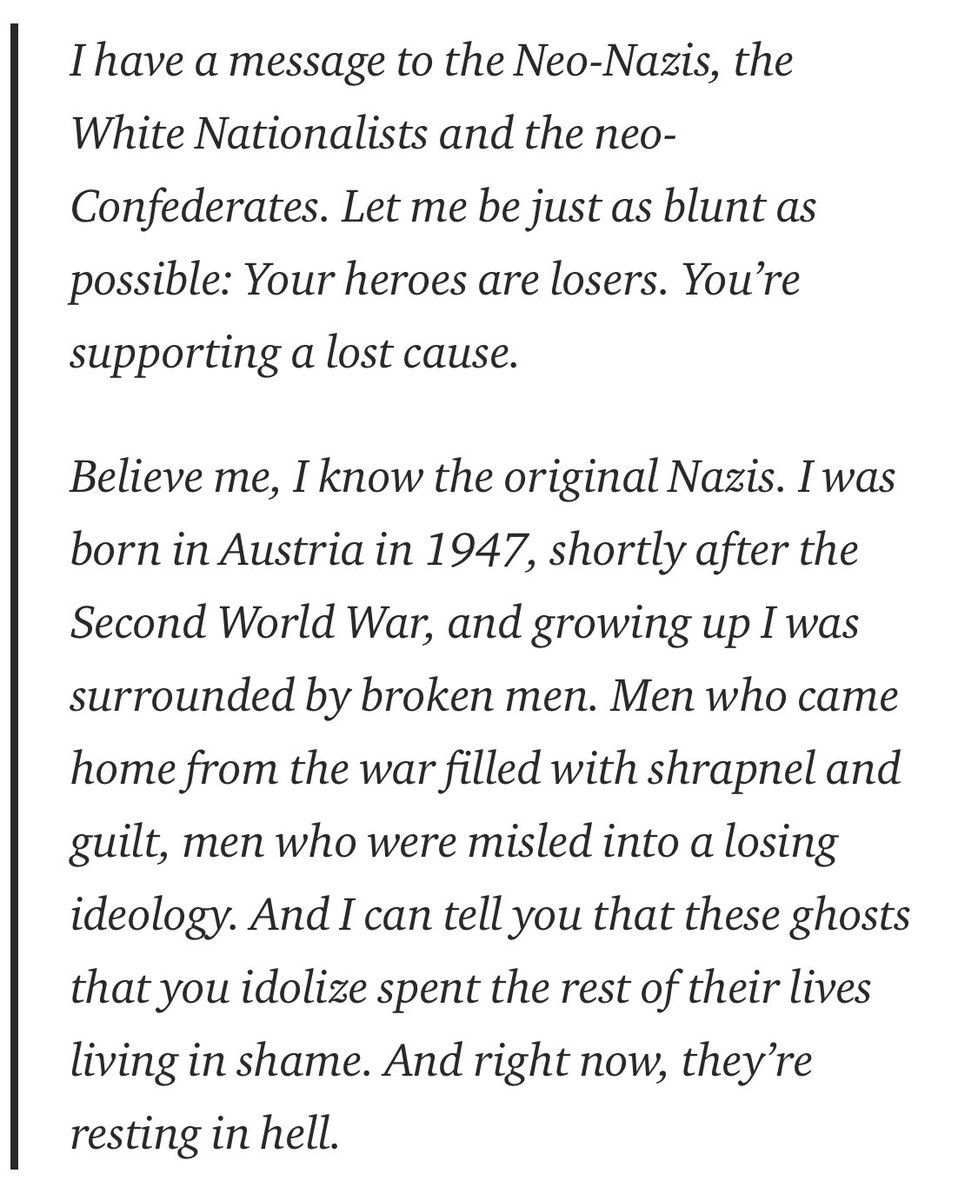 I have a message to the Neo-Nazis, the
White Nationalists and the neo-
Confederates. Let me be just as blunt as
possible: Your heroes are losers. You’re
supporting a lost cause.
Believe me, I know the original Nazis. I was
born in Austria in 1947, shortly after the
Second World War, and growing up I was
surrounded by broken men. Men who came
home from the war filled with shrapnel and
guilt, men who were misled into a losing
ideology. And I can tell you that these ghosts
that you idolize spent the rest of their lives
living in shame. And right now, they’re
resting in hell.